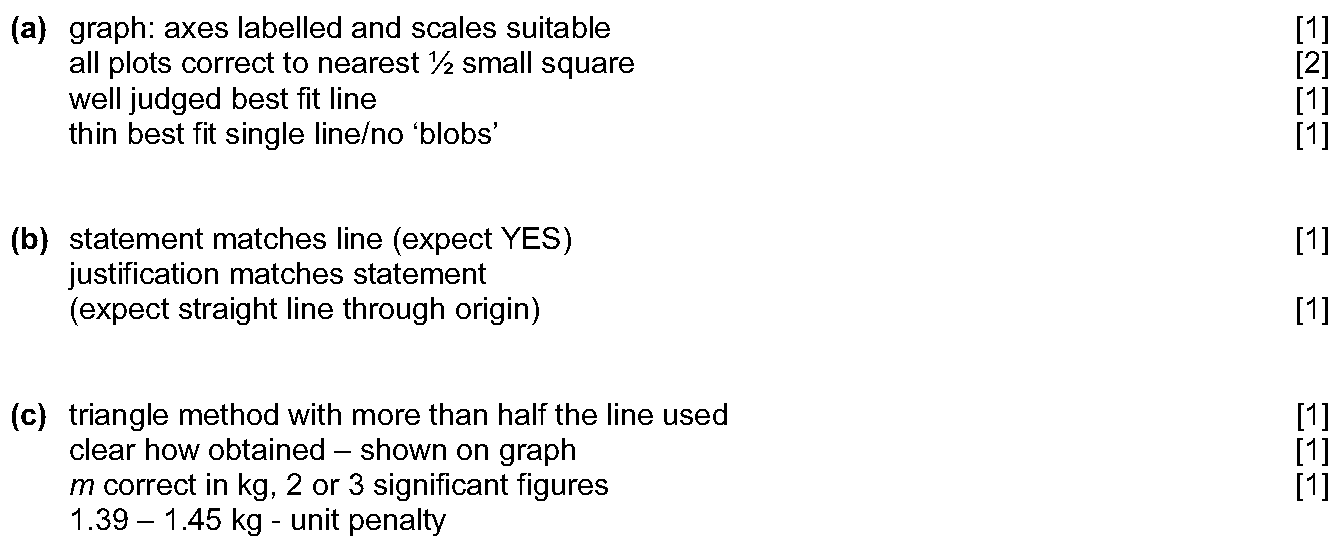 (a) graph: axes labelled and scales suitable [1]
all plots correct to nearest ½ small square [2]
well judged best fit line [1]
thin best fit single line/no ‘blobs’ [1]
(b) statement matches line (expect YES) [1]
justification matches statement
(expect straight line through origin) [1]
(c) triangle method with more than half the line used [1]
clear how obtained – shown on graph [1]
m correct in kg, 2 or 3 significant figures [1]
1.39 – 1.45 kg - unit penalty